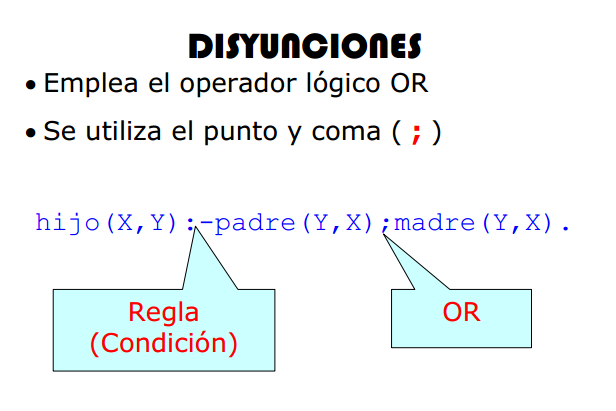 DISYUNCIONES
• Emplea el operador lógico OR
• Se utiliza el punto y coma ( ; )
hijo(X,Y):-padre(Y,X);madre(Y,X).
Regla
(Condición)
OR